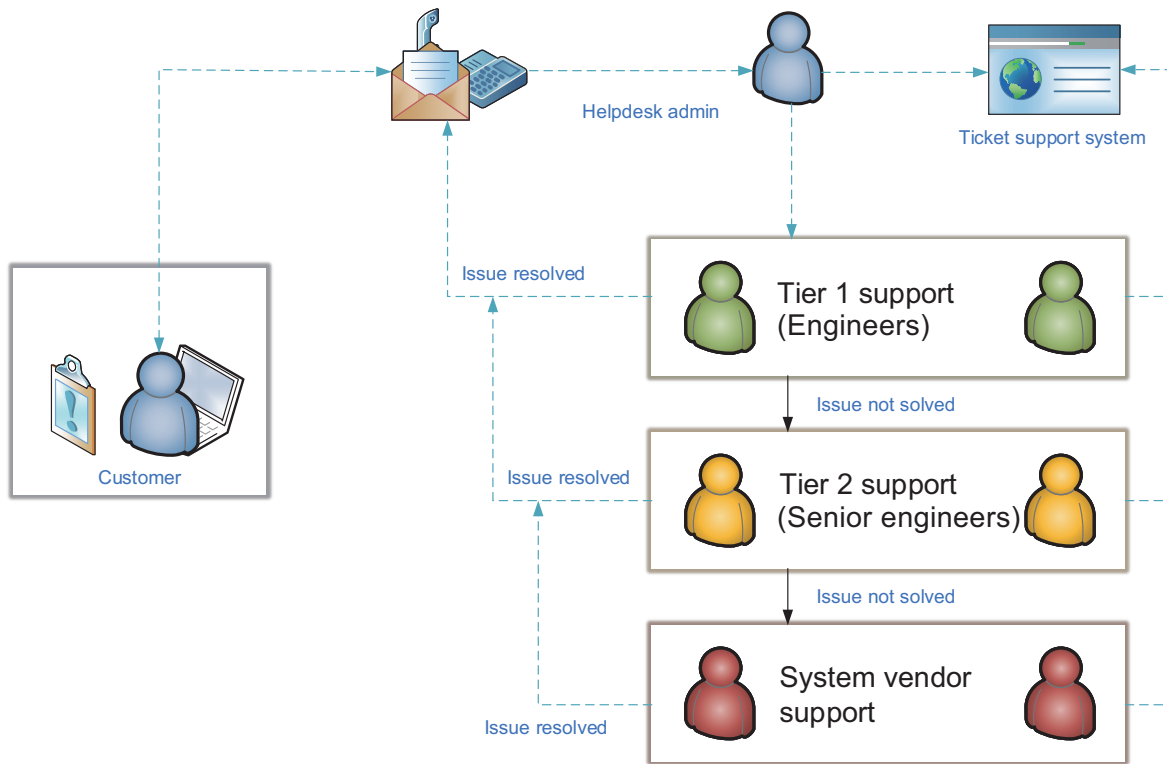 Helpdesk admin
Ticket support system
Issue resolved
Tier 1 support
(Engineers)
Issue not solved
Customer
Issue resolved
Tier 2 support
(Senior engineers)
Issue not solved
System vendor
support
Issue resolved